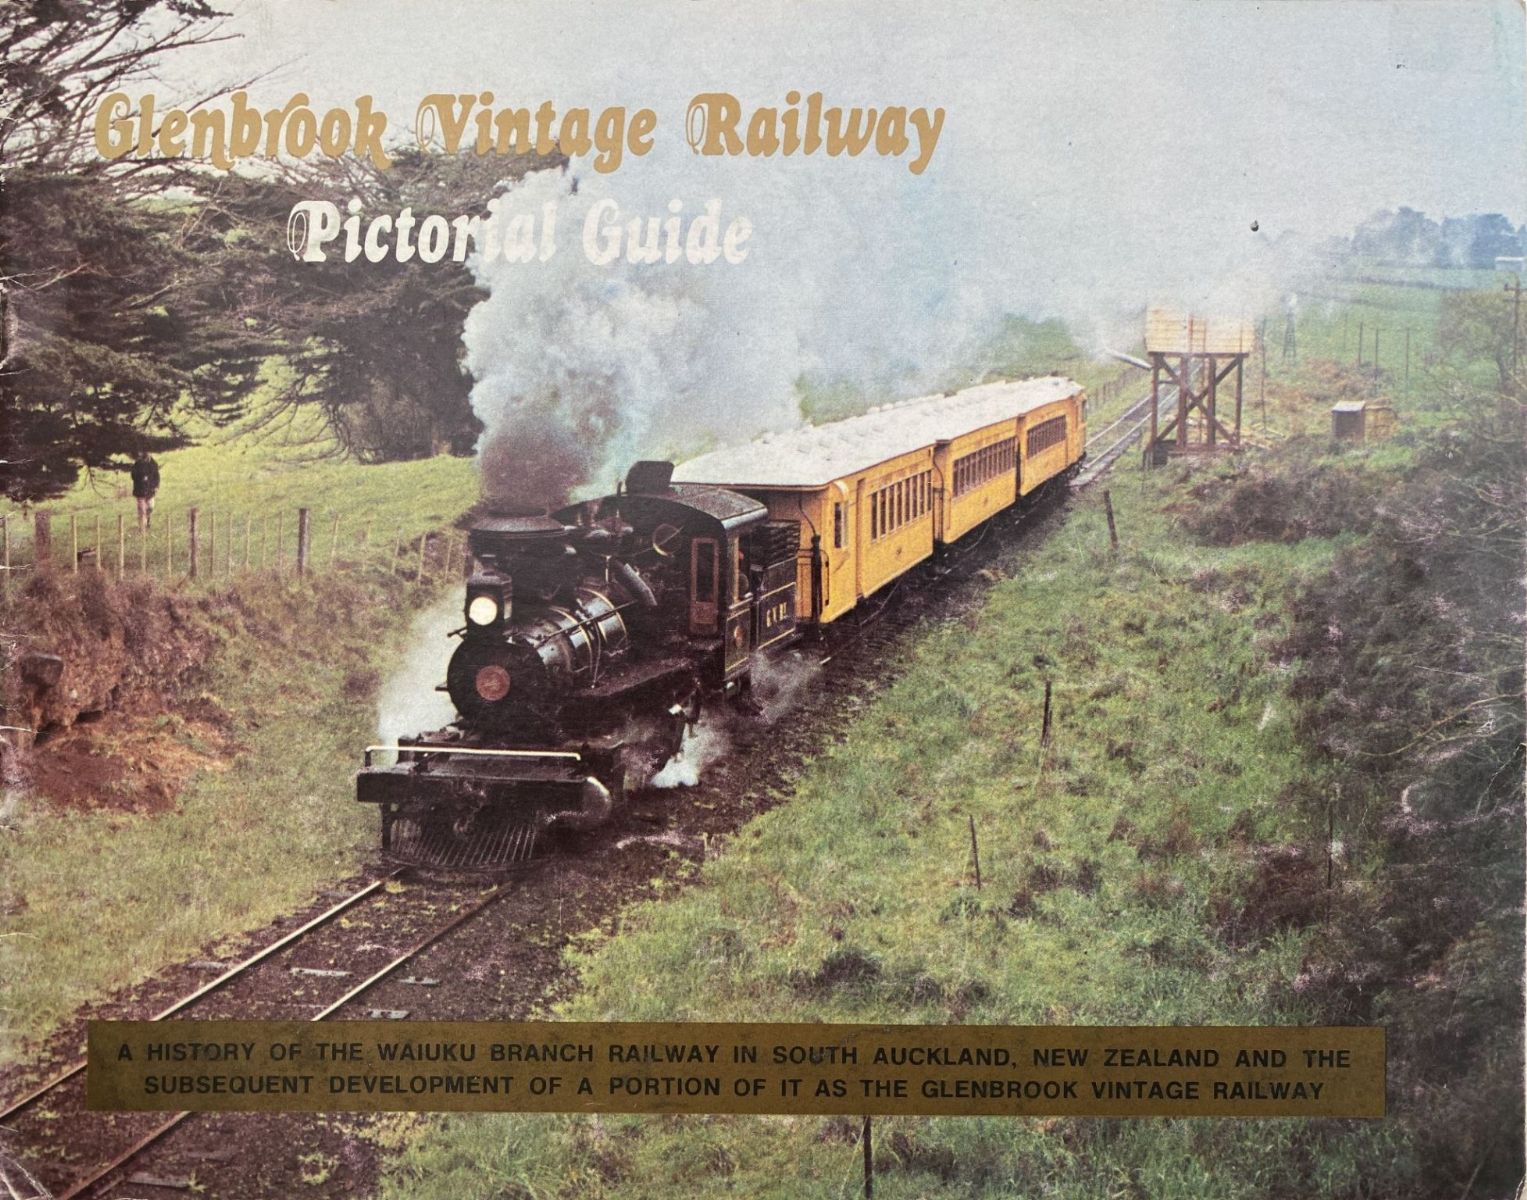 Glenbrook Vintage Railway
Pictorial Guide
G.V.R.
A HISTORY OF THE WAIUKU BRANCH RAILWAY IN SOUTH AUCKLAND, NEW ZEALAND AND THE
SUBSEQUENT DEVELOPMENT OF A PORTION OF IT AS THE GLENBROOK VINTAGE RAILWAY